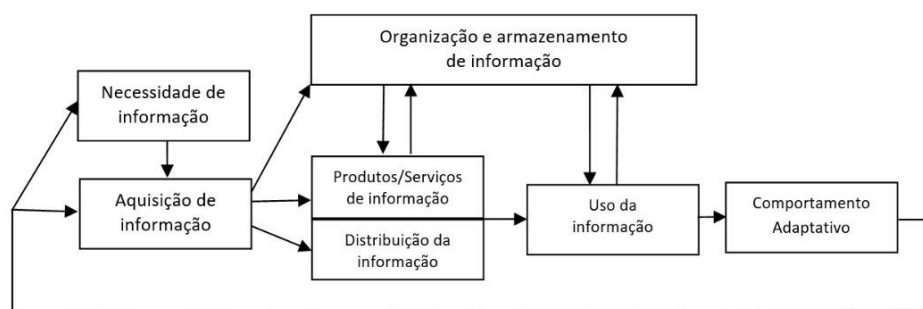 Organização e armazenamento
de informação
Necessidade de
informação
Aquisição de
informação
Produtos/Serviços
de informação
Distribuição da
informação
Uso da
informação
Comportamento
Adaptativo